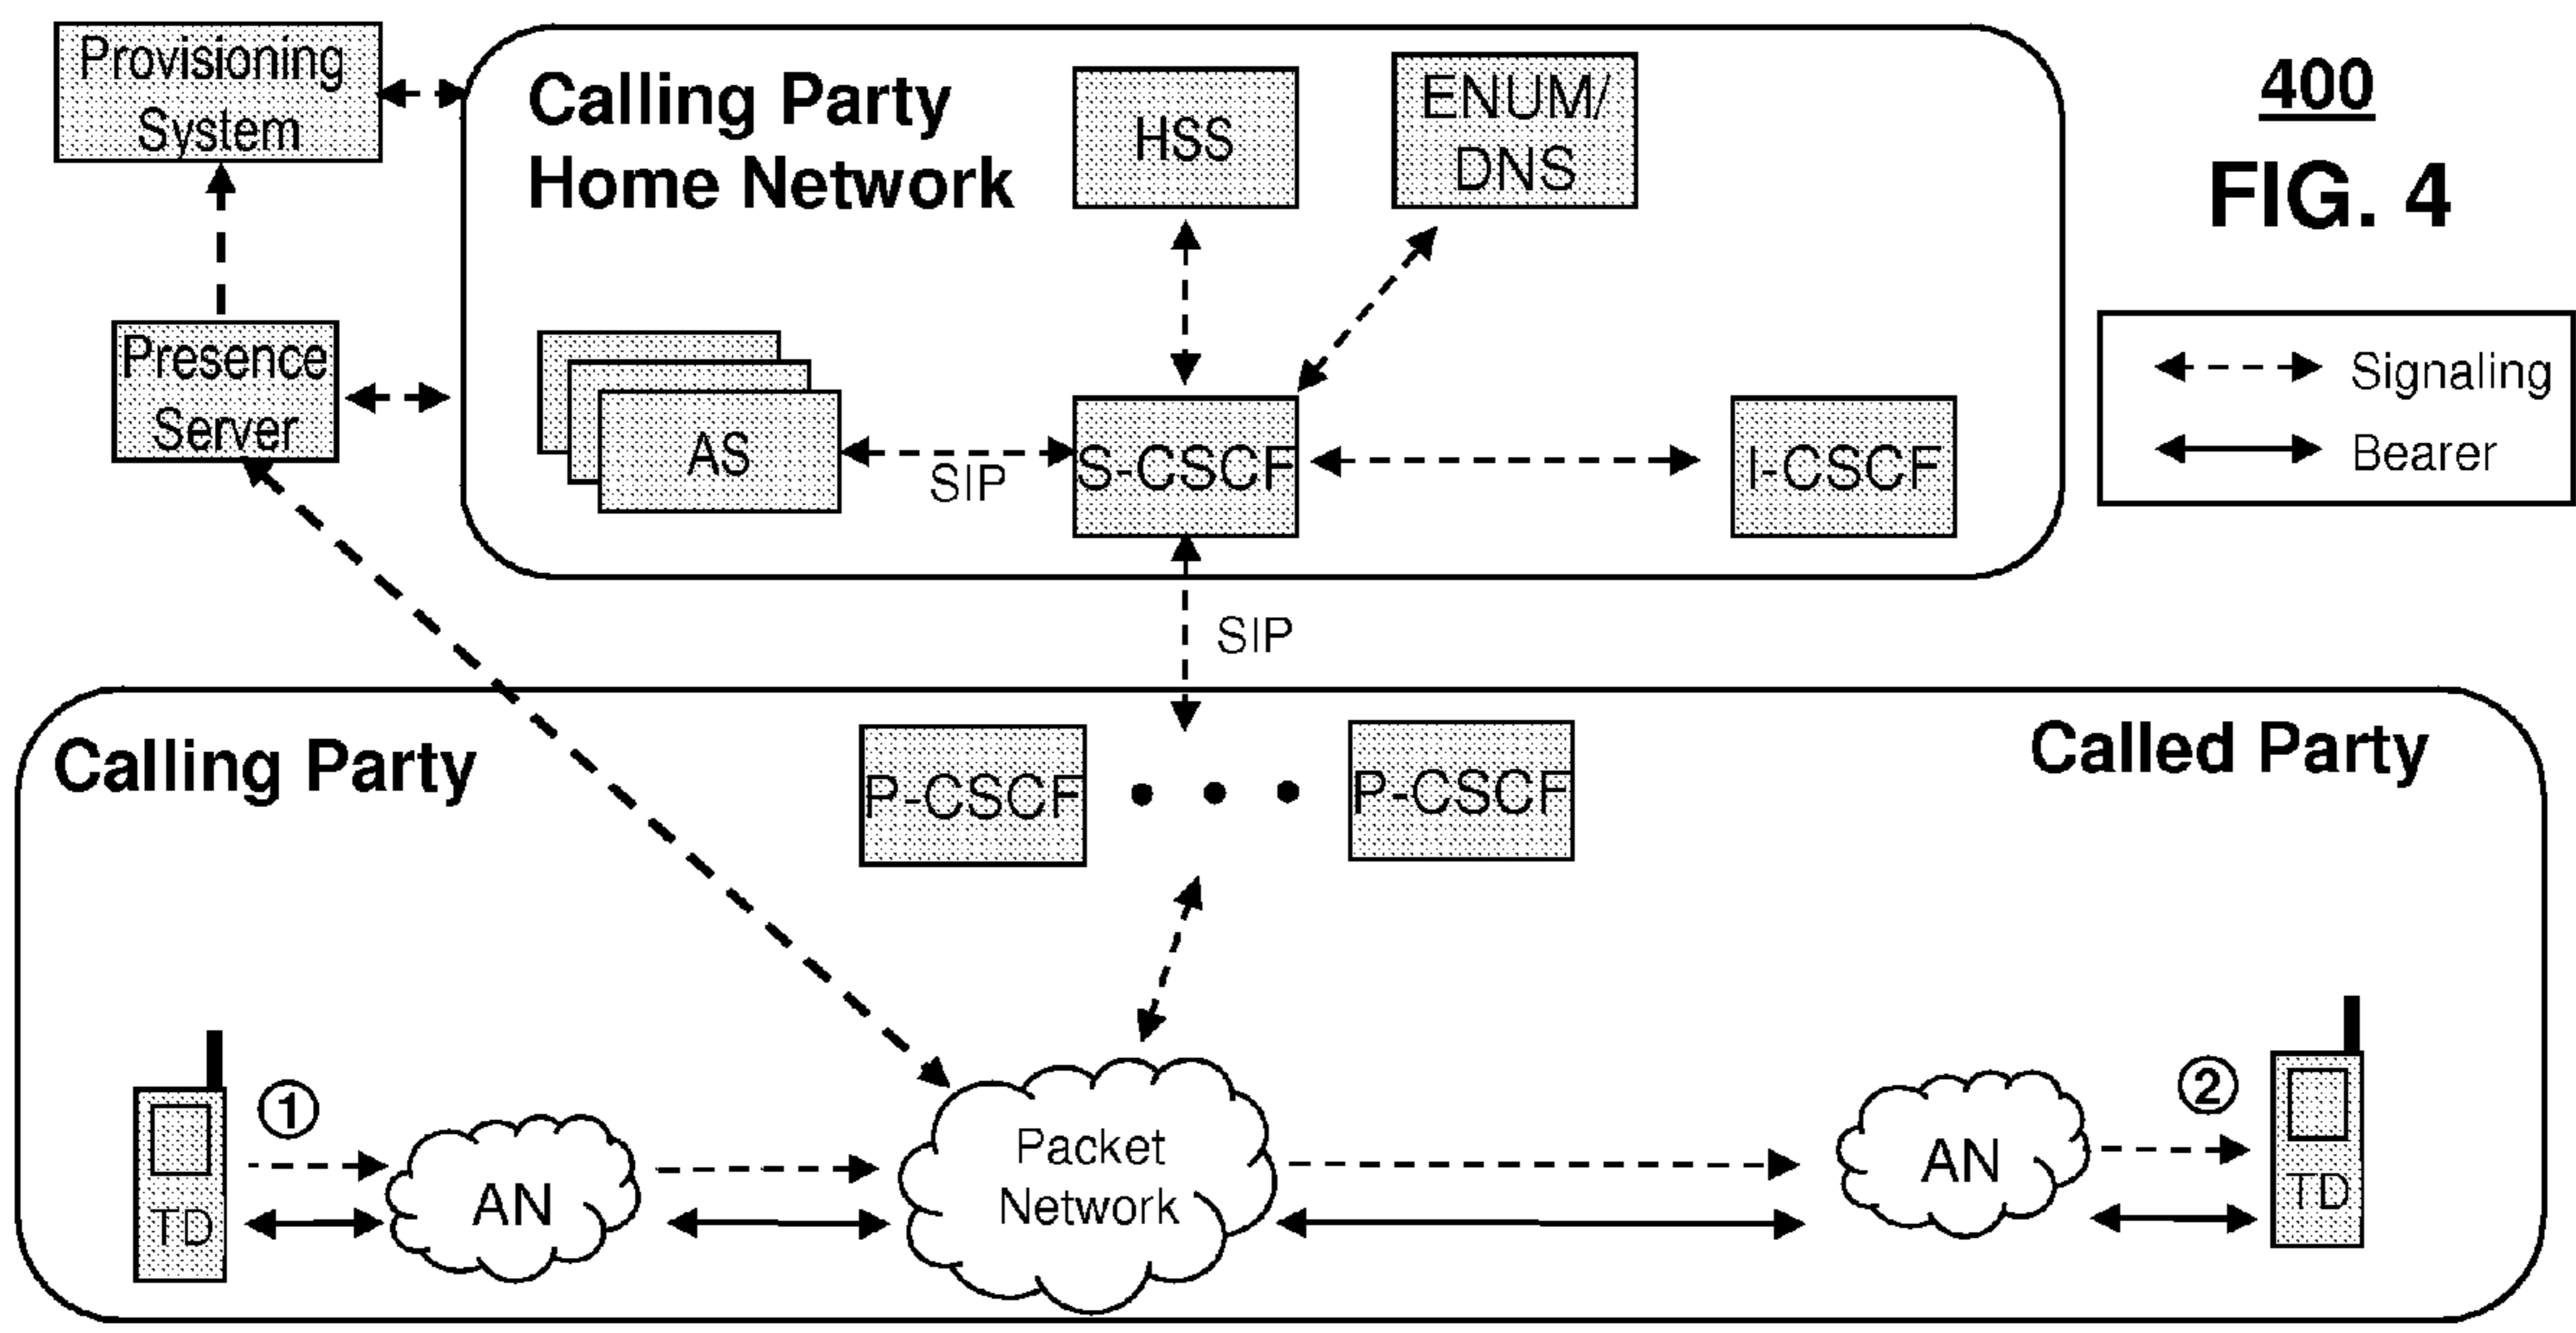 Provisioning
System
Calling Party
Home Network
HSS
ENUM/
DNS
400
FIG. 4
Presence
Server
AS
SIP
S-CSCF
I-CSCF
Signaling
Bearer
SIP
Calling Party
P-CSCF
P-CSCF
Called Party
1
TD
AN
Packet
Network
AN
2
TD